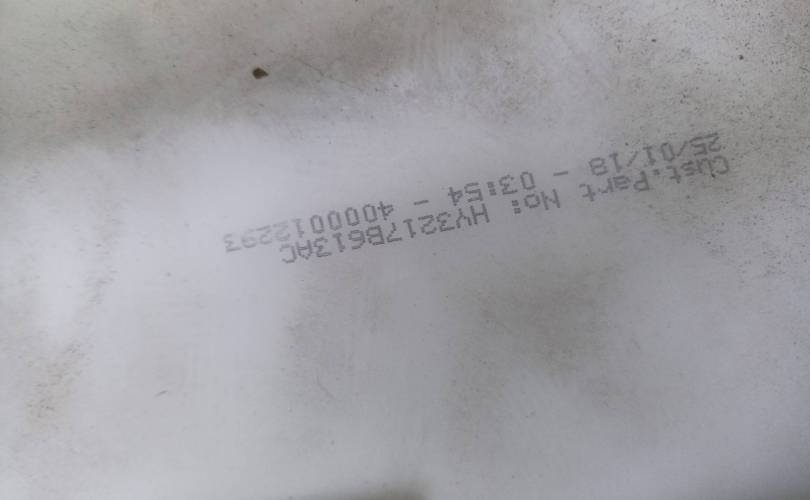 Cust.Part No: HY3217B613AC
25/01/18 - 03:54 - 4000012293